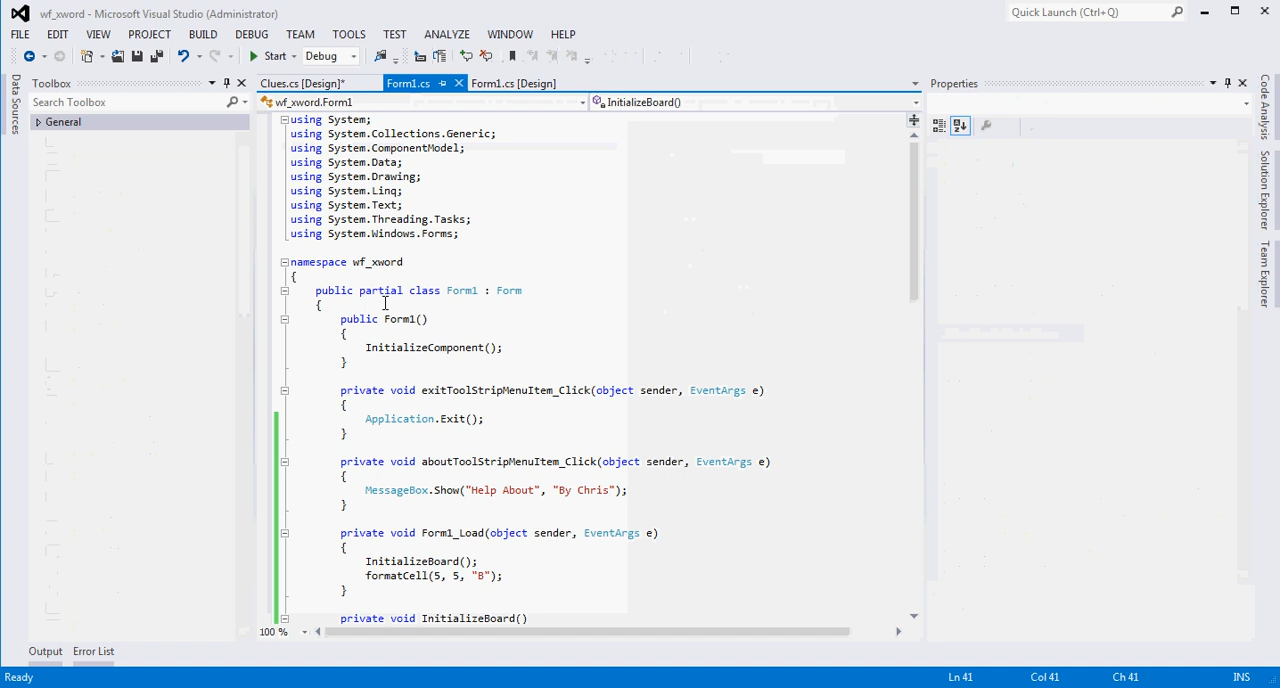 wf_xword - Microsoft Visual Studio (Administrator)
Quick Launch (Ctrl+Q)
FILE EDIT VIEW PROJECT BUILD DEBUG TEAM TOOLS TEST ANALYZE WINDOW HELP
Start Debug
Data Sources
Toolbox
Search Toolbox
General
Clues.cs [Design]* Form1.cs Form1.cs [Design]
wf_xword.Form1 InitializeBoard()
using System;
using System.Collections.Generic;
using System.ComponentModel;
using System.Data;
using System.Drawing;
using System.Linq;
using System.Text;
using System.Threading.Tasks;
using System.Windows.Forms;
namespace wf_xword
{
public partial class Form1 : Form
{
public Form1()
{
InitializeComponent();
}
private void exitToolStripMenuItem_Click(object sender, EventArgs e)
{
Application.Exit();
}
private void aboutToolStripMenuItem_Click(object sender, EventArgs e)
{
MessageBox.Show("Help About", "By Chris");
}
private void Form1_Load(object sender, EventArgs e)
{
InitializeBoard();
formatCell(5, 5, "B");
}
private void InitializeBoard()
100 %
Properties
Code Analysis
Solution Explorer
Team Explorer
Output Error List
Ready Ln 41 Col 41 Ch 41 INS